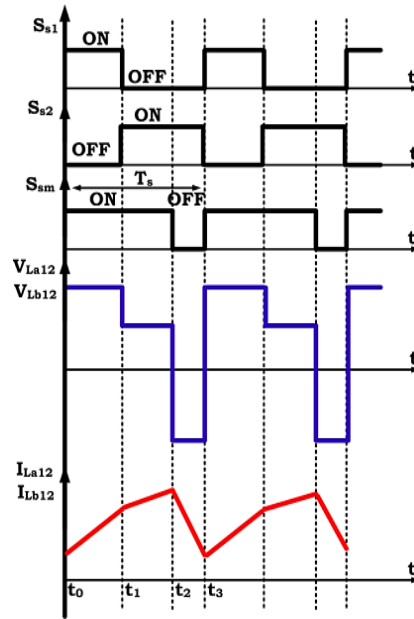 Ss1
ON
OFF
t
Ss2
ON
OFF
t
Ssm
Ts
ON
OFF
t
VLa12
VLb12
t
ILa12
ILb12
t
t0 t1 t2 t3